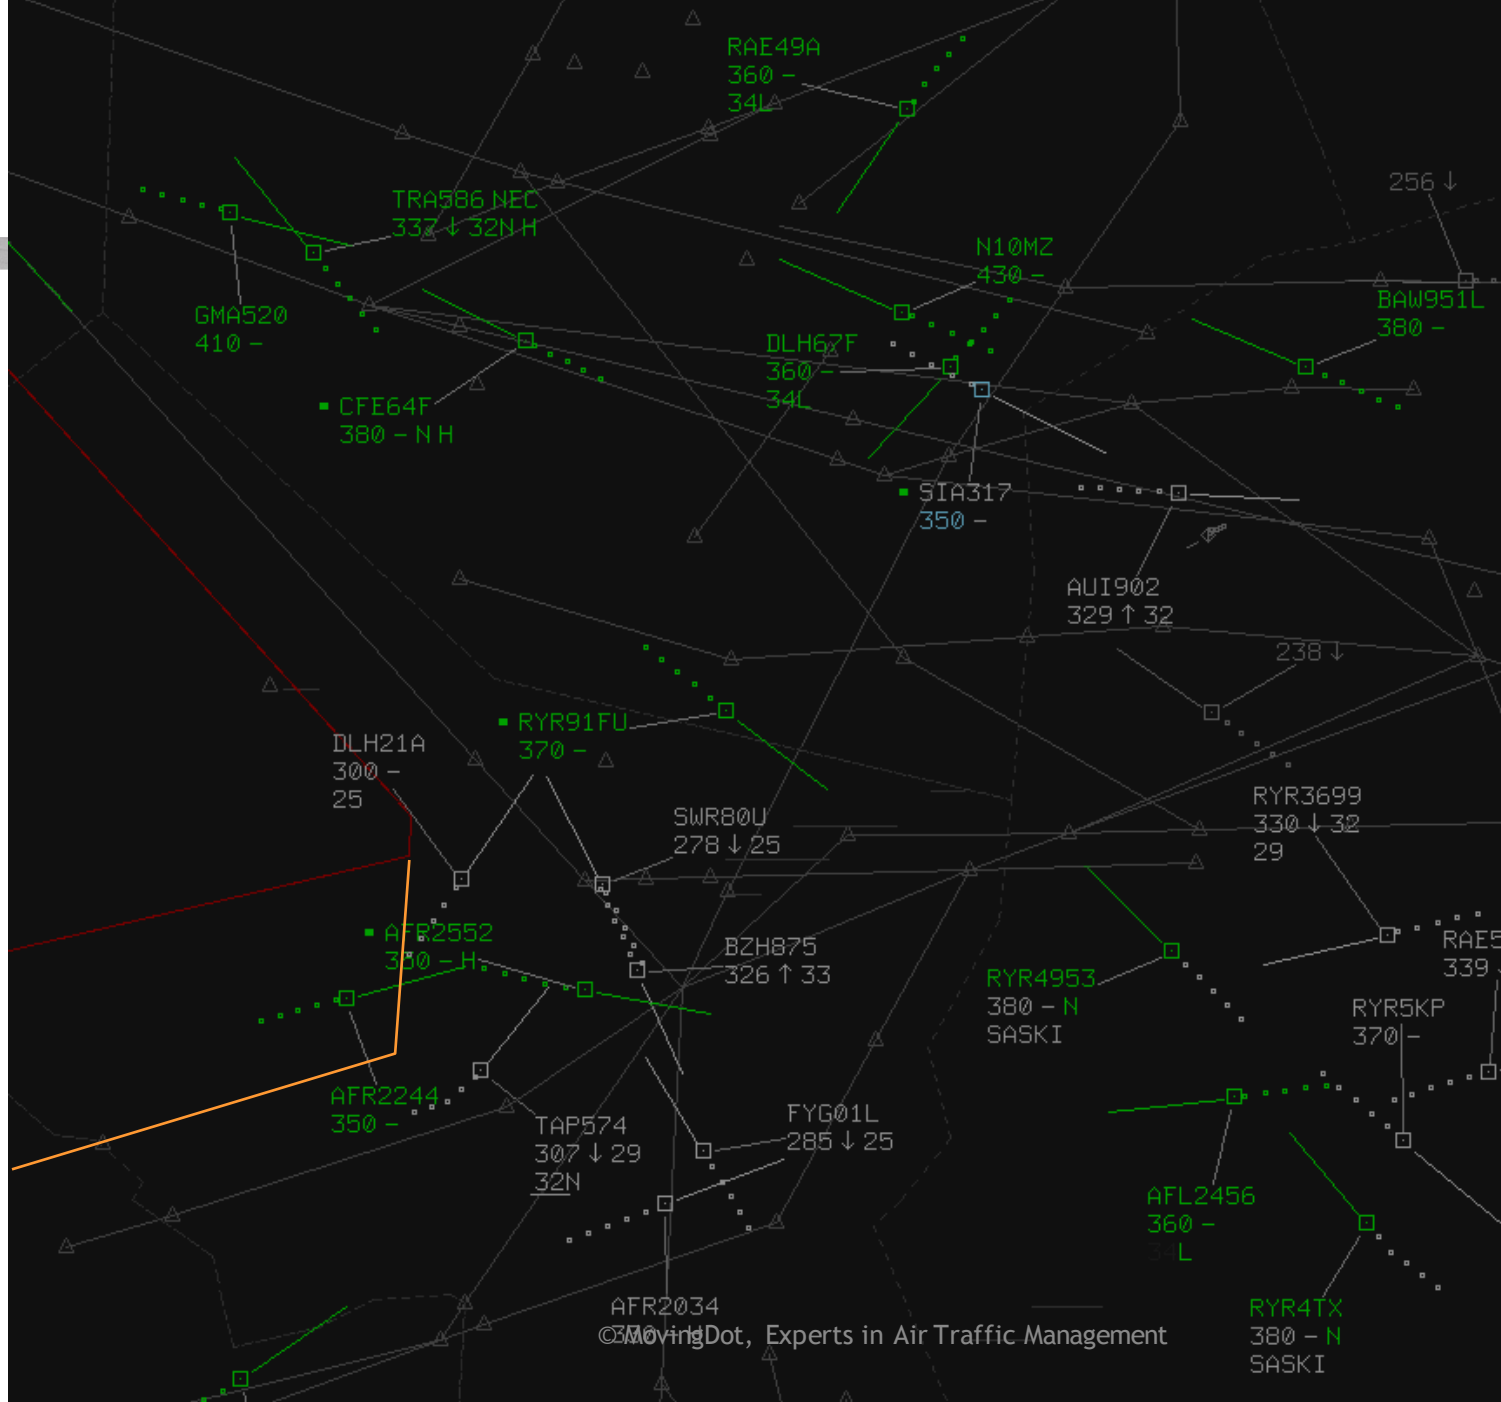 RAE49A
360 –
34L
256 ↓
TRA586 NEC
337 ↓ 32N H
N10MZ
430 –
BAW951L
380 –
GMA520
410 –
DLH67F
360 –
34L
CFE64F
380 – N H
SIA317
350 –
AUI902
329 ↑ 32
238 ↓
RYR91FU
370 –
DLH21A
300 –
25
SWR80U
278 ↓ 25
RYR3699
330 ↓ 32
29
AFR2552
350 – H
BZH875
326 ↑ 33
RAE5
339
RYR4953
380 – N
SASKI
RYR5KP
370 –
AFR2244
350 –
TAP574
307 ↓ 29
32N
FYG01L
285 ↓ 25
AFL2456
360 –
34L
AFR2034
RYR4TX
380 – N
SASKI
© MovingDot, Experts in Air Traffic Management